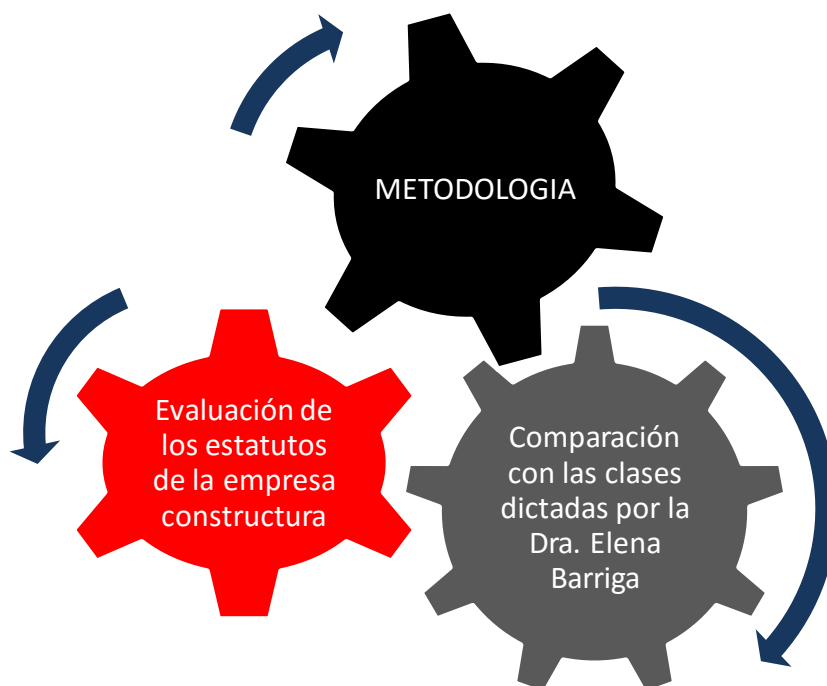 METODOLOGIA
Evaluación de
los estatutos
de la empresa
constructura
Comparación
con las clases
dictadas por la
Dra. Elena
Barriga